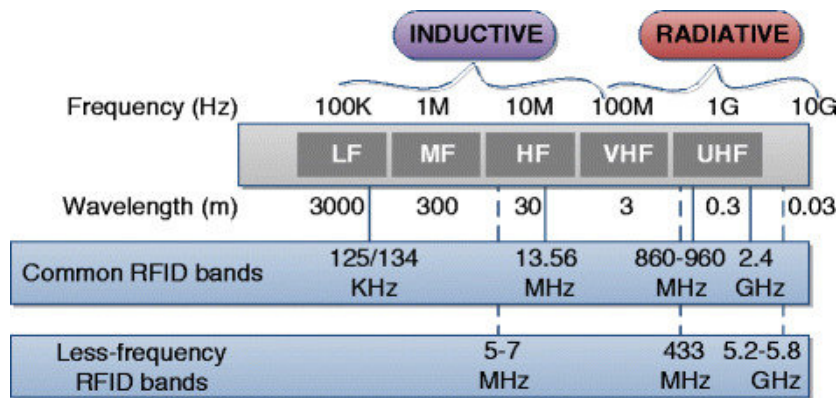 INDUCTIVE RADIATIVE
Frequency (Hz) 100K 1M 10M 100M 1G 10G
LF MF HF VHF UHF
Wavelength (m) 3000 300 30 3 0.3 0.03
Common RFID bands 125/134 KHz 13.56 MHz 860-960 MHz 2.4 GHz
Less-frequency RFID bands 5-7 MHz 433 MHz 5.2-5.8 GHz